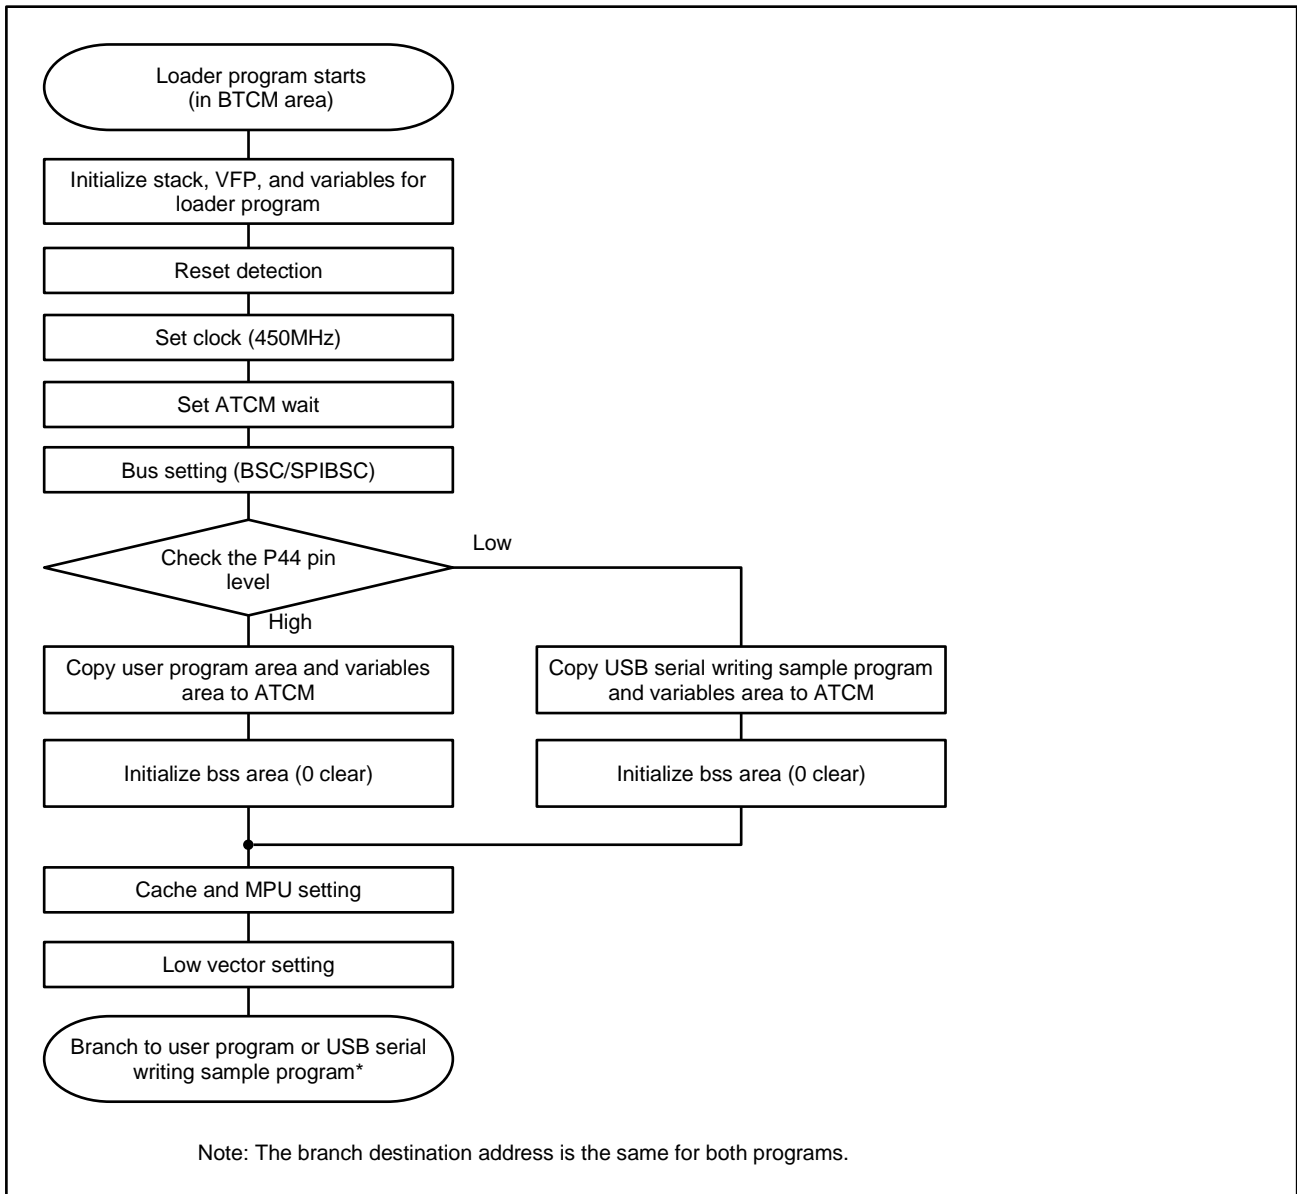 Loader program starts
(in BTCM area)
Initialize stack, VFP, and variables for
loader program
Reset detection
Set clock (450MHz)
Set ATCM wait
Bus setting (BSC/SPIBSC)
Check the P44 pin
level
Low
High
Copy user program area and variables
area to ATCM
Copy USB serial writing sample program
and variables area to ATCM
Initialize bss area (0 clear)
Initialize bss area (0 clear)
Cache and MPU setting
Low vector setting
Branch to user program or USB serial
writing sample program*
Note: The branch destination address is the same for both programs.